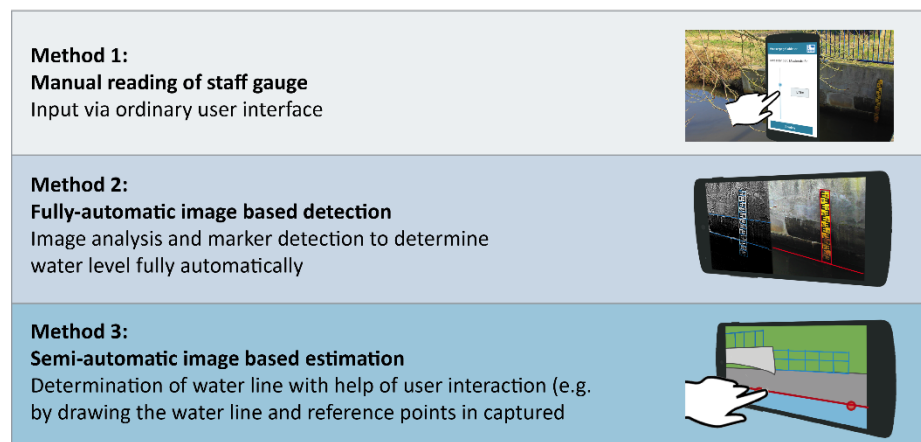 Method 1:
Manual reading of staff gauge
Input via ordinary user interface
Method 2:
Fully-automatic image based detection
Image analysis and marker detection to determine
water level fully automatically
Method 3:
Semi-automatic image based estimation
Determination of water line with help of user interaction (e.g.
by drawing the water line and reference points in captured